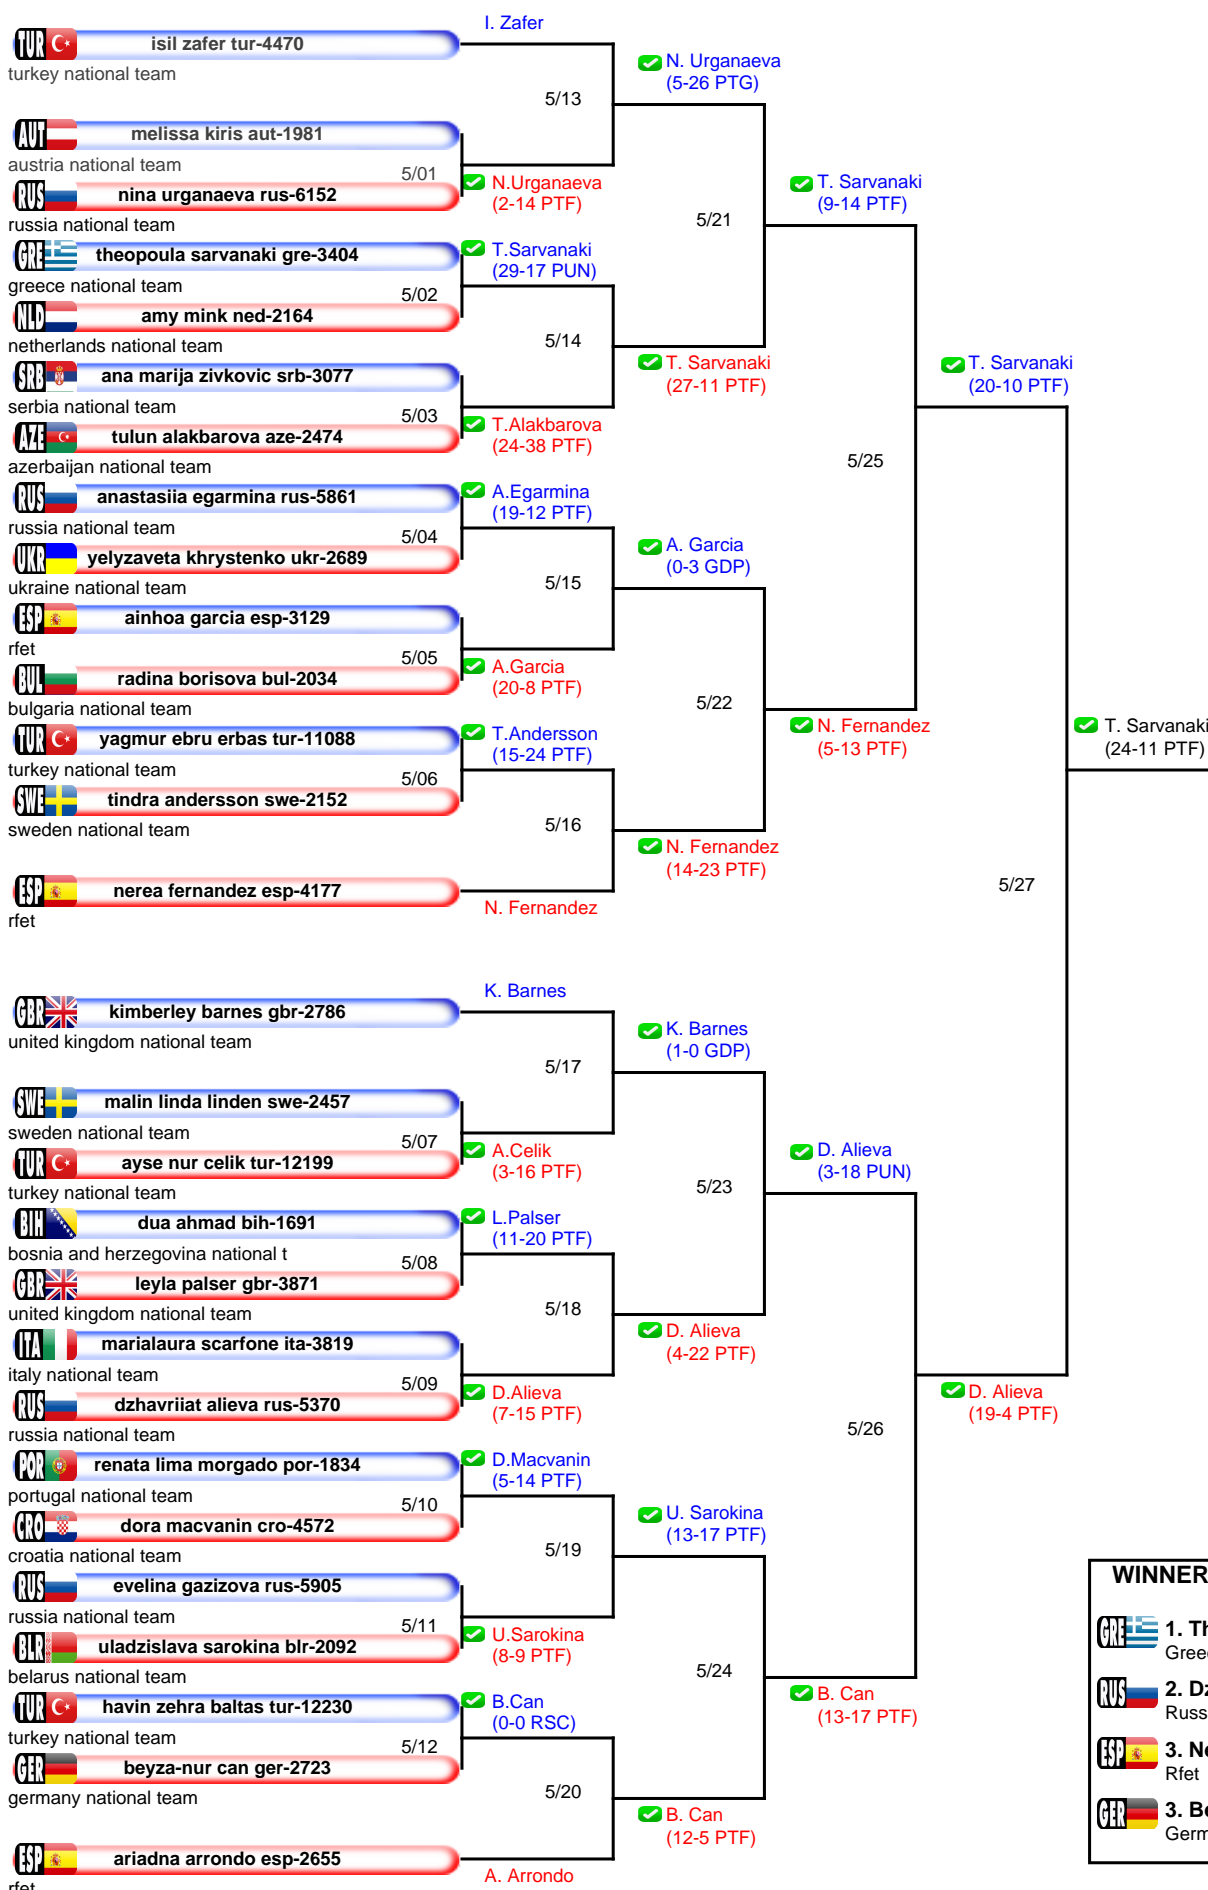 I. Zafer
TUR isil zafer tur-4470
turkey national team
N. Urganaeva
(5-26 PTG)
5/13
AUT melissa kiris aut-1981
austria national team
5/01
N.Urganaeva
(2-14 PTF)
RUS nina urganaeva rus-6152
russia national team
T. Sarvanaki
(9-14 PTF)
5/21
GRE theopoula sarvanaki gre-3404
greece national team
T.Sarvanaki
(29-17 PUN)
5/02
NLD amy mink ned-2164
netherlands national team
5/14
T. Sarvanaki
(27-11 PTF)
SRB ana marija zivkovic srb-3077
serbia national team
5/03
T.Alakbarova
(24-38 PTF)
AZE tulun alakbarova aze-2474
azerbaijan national team
T. Sarvanaki
(20-10 PTF)
5/25
RUS anastasiia egarmina rus-5861
russia national team
A.Egarmina
(19-12 PTF)
5/04
UKR yelyzaveta khrystenko ukr-2689
ukraine national team
A. Garcia
(0-3 GDP)
5/15
ESP ainhoa garcia esp-3129
rfet
5/05
A.Garcia
(20-8 PTF)
BUL radina borisova bul-2034
bulgaria national team
5/22
N. Fernandez
(5-13 PTF)
T. Sarvanaki
(24-11 PTF)
TUR yagmur ebru erbas tur-11088
turkey national team
T.Andersson
(15-24 PTF)
5/06
SWE tindra andersson swe-2152
sweden national team
5/16
N. Fernandez
(14-23 PTF)
ESP nerea fernandez esp-4177
rfet
N. Fernandez
5/27
K. Barnes
GBR kimberley barnes gbr-2786
united kingdom national team
K. Barnes
(1-0 GDP)
5/17
SWE malin linda linden swe-2457
sweden national team
5/07
A.Celik
(3-16 PTF)
TUR ayse nur celik tur-12199
turkey national team
D. Alieva
(3-18 PUN)
5/23
BIH dua ahmad bih-1691
bosnia and herzegovina national t
L.Palser
(11-20 PTF)
5/08
GBR leyla palser gbr-3871
united kingdom national team
5/18
D. Alieva
(4-22 PTF)
ITA marialaura scarfone ita-3819
italy national team
5/09
D.Alieva
(7-15 PTF)
RUS dzhavriiat alieva rus-5370
russia national team
D. Alieva
(19-4 PTF)
5/26
POR renata lima morgado por-1834
portugal national team
D.Macvanin
(5-14 PTF)
5/10
CRO dora macvanin cro-4572
croatia national team
U. Sarokina
(13-17 PTF)
5/19
RUS evelina gazizova rus-5905
russia national team
5/11
U.Sarokina
(8-9 PTF)
BLR uladzislava sarokina blr-2092
belarus national team
5/24
B. Can
(13-17 PTF)
TUR havin zehra baltas tur-12230
turkey national team
B.Can
(0-0 RSC)
5/12
GER beyza-nur can ger-2723
germany national team
5/20
B. Can
(12-5 PTF)
ESP ariadna arrondo esp-2655
rfet
A. Arrondo
WINNER
GRE 1. Th
Greec
RUS 2. Dz
Russ
ESP 3. Ne
Rfet
GER 3. Be
Germ